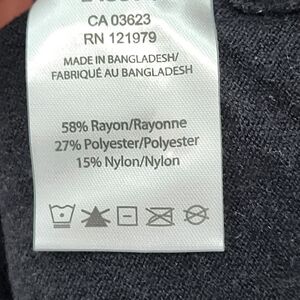 CA 03623
RN 121979
MADE IN BANGLADESH/
FABRIQUÉ AU BANGLADESH
58% Rayon/Rayonne
27% Polyester/Polyester
15% Nylon/Nylon